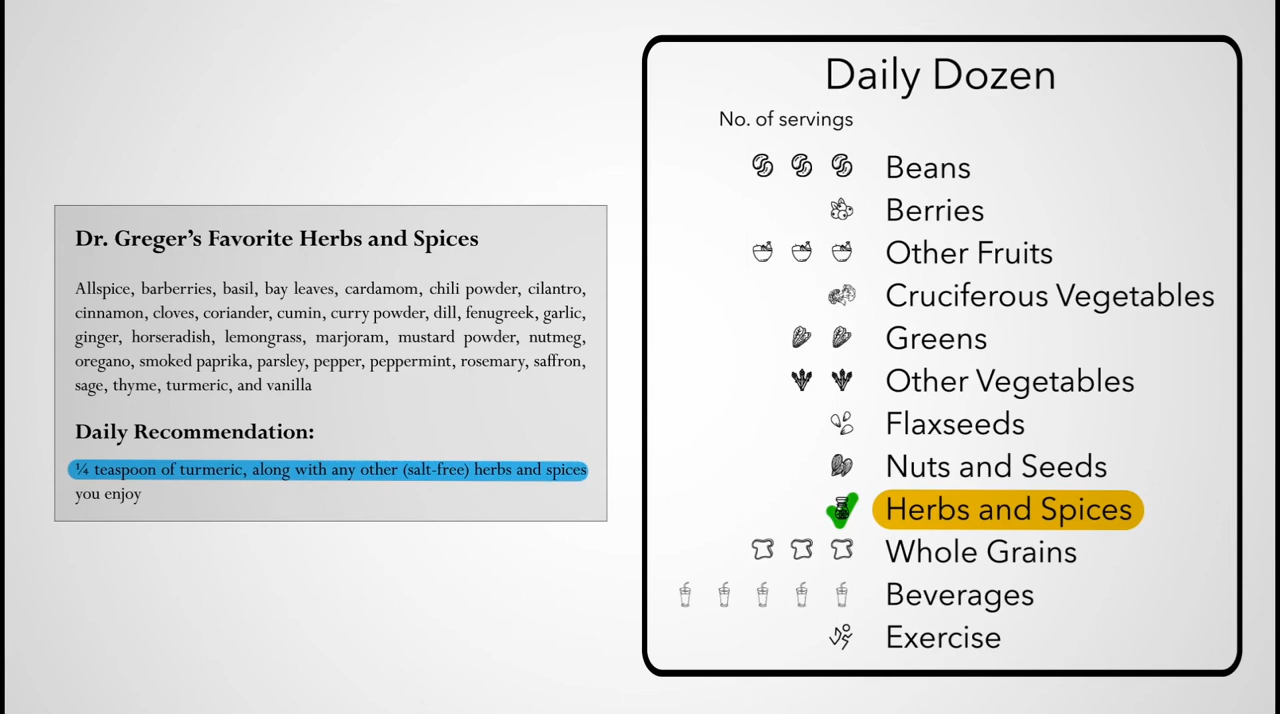 Dr. Greger's Favorite Herbs and Spices
Allspice, barberries, basil, bay leaves, cardamom, chili powder, cilantro,
cinnamon, cloves, coriander, cumin, curry powder, dill, fenugreek, garlic,
ginger, horseradish, lemongrass, marjoram, mustard powder, nutmeg,
oregano, smoked paprika, parsley, pepper, peppermint, rosemary, saffron,
sage, thyme, turmeric, and vanilla
Daily Recommendation:
¼ teaspoon of turmeric, along with any other (salt-free) herbs and spices
you enjoy
Daily Dozen
No. of servings
Beans
Berries
Other Fruits
Cruciferous Vegetables
Greens
Other Vegetables
Flaxseeds
Nuts and Seeds
Herbs and Spices
Whole Grains
Beverages
Exercise